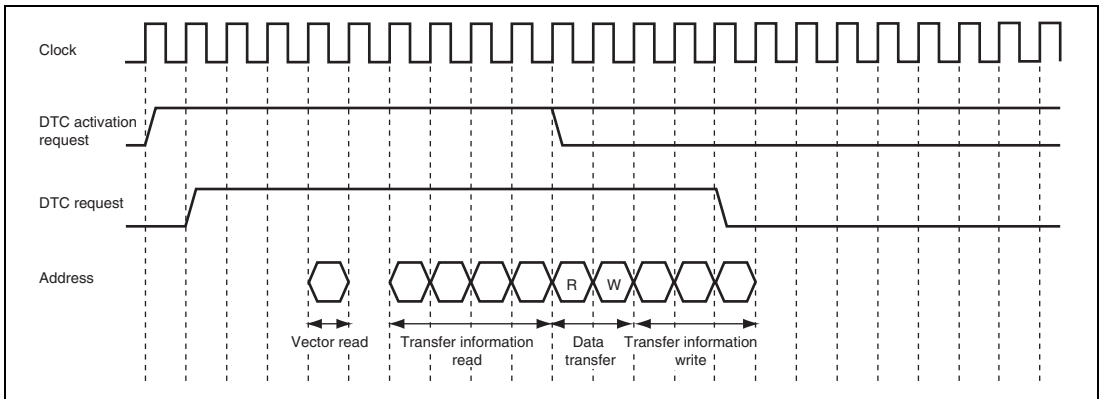 Clock
DTC activation
request
DTC request
Address
R W
Vector read
Transfer information
read
Data
transfer
Transfer information
write